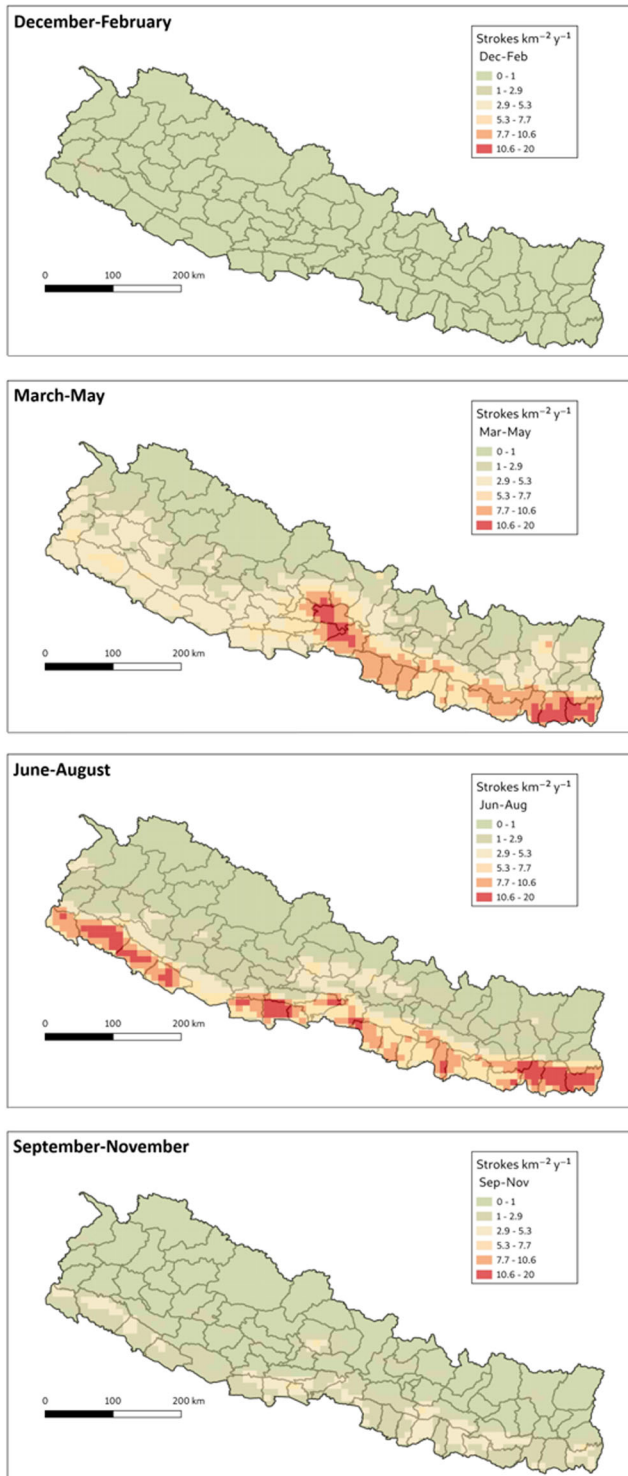 December-February
Strokes km⁻² y⁻¹
Dec-Feb
0 - 1
1 - 2.9
2.9 - 5.3
5.3 - 7.7
7.7 - 10.6
10.6 - 20
0 100 200 km
March-May
Strokes km⁻² y⁻¹
Mar-May
0 - 1
1 - 2.9
2.9 - 5.3
5.3 - 7.7
7.7 - 10.6
10.6 - 20
0 100 200 km
June-August
Strokes km⁻² y⁻¹
Jun-Aug
0 - 1
1 - 2.9
2.9 - 5.3
5.3 - 7.7
7.7 - 10.6
10.6 - 20
0 100 200 km
September-November
Strokes km⁻² y⁻¹
Sep-Nov
0 - 1
1 - 2.9
2.9 - 5.3
5.3 - 7.7
7.7 - 10.6
10.6 - 20
0 100 200 km